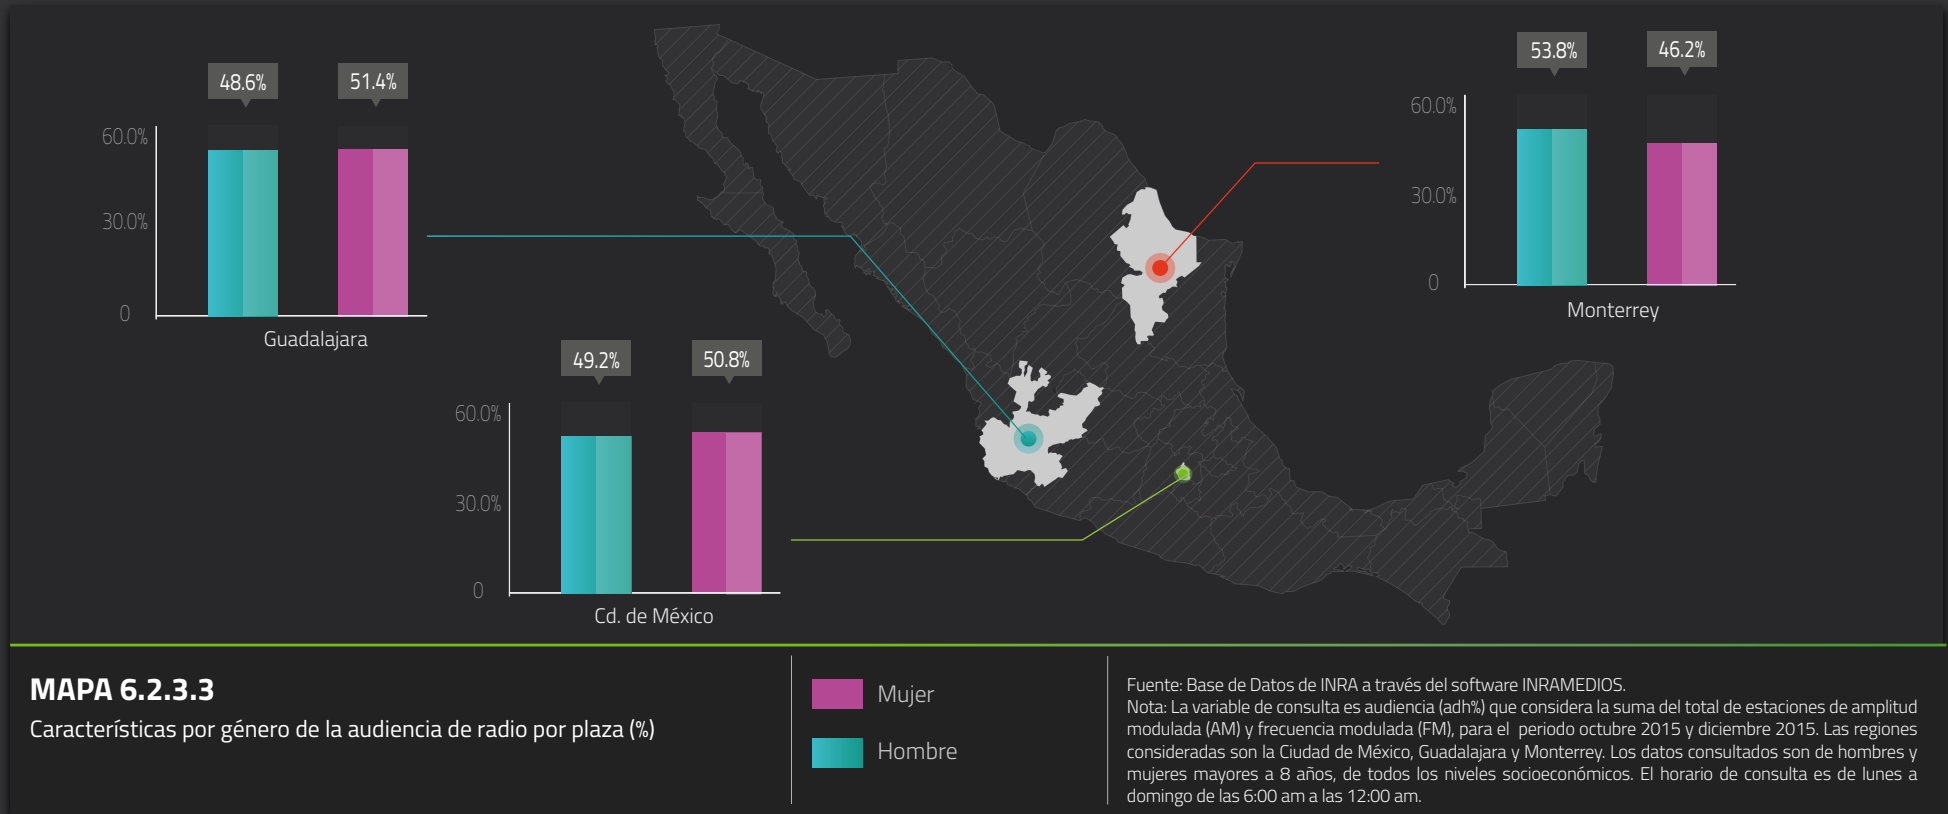 48.6%
51.4%
60.0%
30.0%
0
Guadalajara
49.2%
50.8%
60.0%
30.0%
0
Cd. de México
53.8%
46.2%
60.0%
30.0%
0
Monterrey
MAPA 6.2.3.3
Características por género de la audiencia de radio por plaza (%)
Mujer
Hombre
Fuente: Base de Datos de INRA a través del software INRAMEDIOS.
Nota: La variable de consulta es audiencia (adh%) que considera la suma del total de estaciones de amplitud
modulada (AM) y frecuencia modulada (FM), para el periodo octubre 2015 y diciembre 2015. Las regiones
consideradas son la Ciudad de México, Guadalajara y Monterrey. Los datos consultados son de hombres y
mujeres mayores a 8 años, de todos los niveles socioeconómicos. El horario de consulta es de lunes a
domingo de las 6:00 am a las 12:00 am.